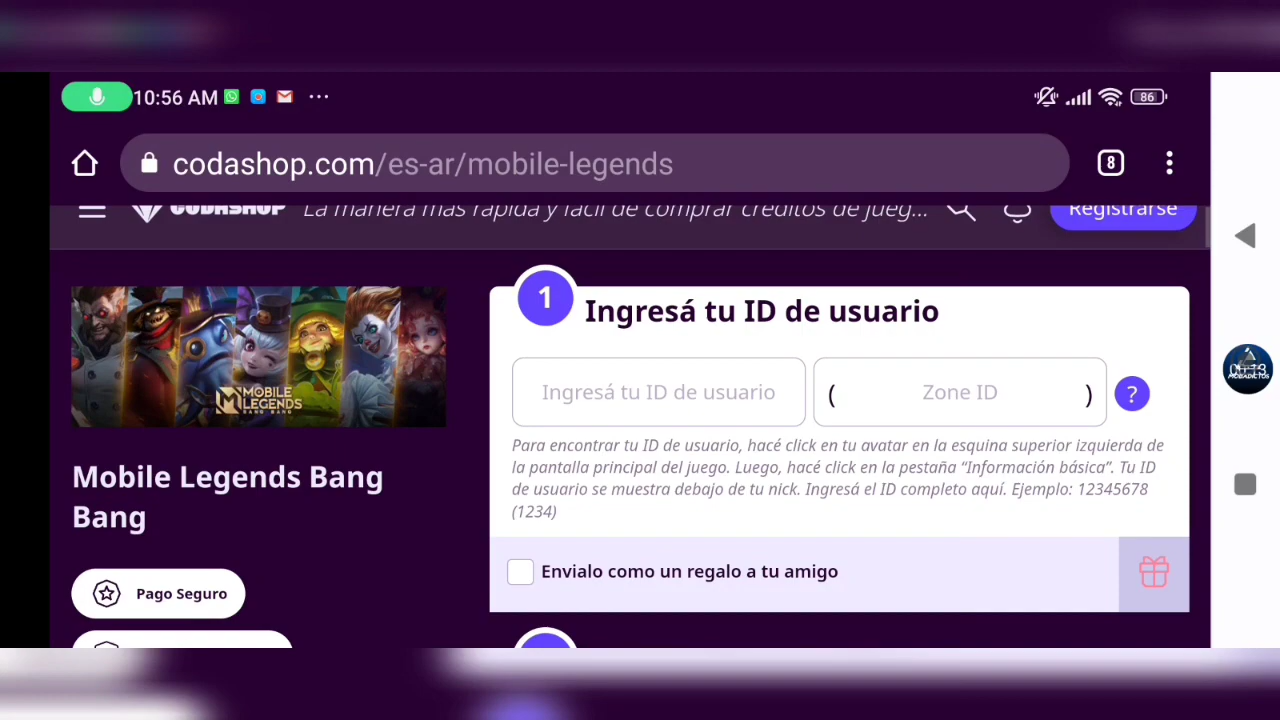 10:56 AM
86
codashop.com/es-ar/mobile-legends
8
CODASHOP
La manera más rápida y fácil de comprar créditos de jueg...
Registrarse
1
Ingresá tu ID de usuario
Ingresá tu ID de usuario
( Zone ID )
?
Para encontrar tu ID de usuario, hacé click en tu avatar en la esquina superior izquierda de
la pantalla principal del juego. Luego, hacé click en la pestaña “Información básica”. Tu ID
de usuario se muestra debajo de tu nick. Ingresá el ID completo aquí. Ejemplo: 12345678
(1234)
Envialo como un regalo a tu amigo
MOBILE
LEGENDS
BANG BANG
Mobile Legends Bang
Bang
Pago Seguro